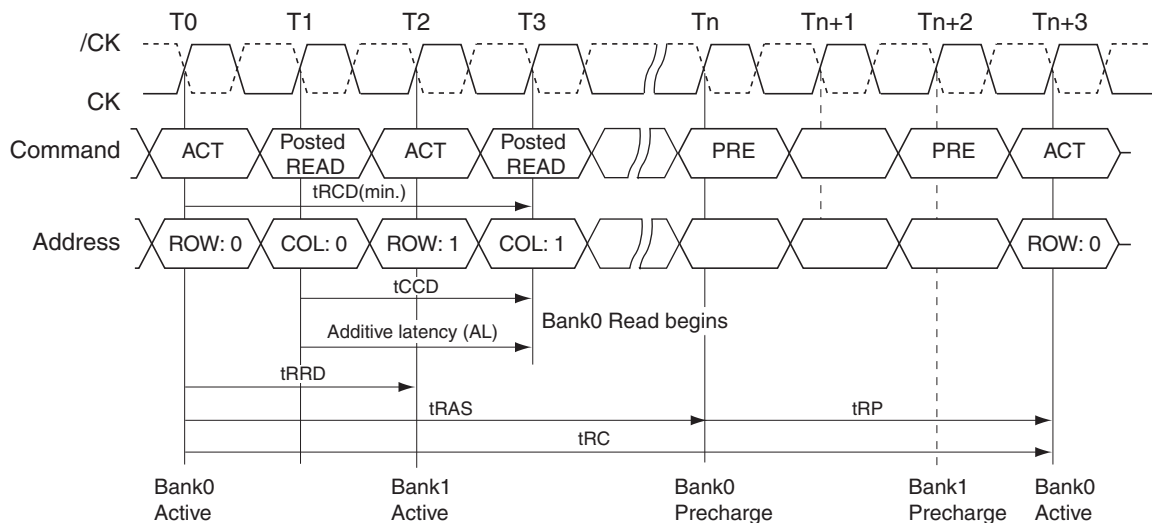 T0 T1 T2 T3 Tn Tn+1 Tn+2 Tn+3
/CK
CK
Command ACT Posted READ ACT Posted READ PRE PRE ACT
tRCD(min.)
Address ROW: 0 COL: 0 ROW: 1 COL: 1 ROW: 0
tCCD
Bank0 Read begins
Additive latency (AL)
tRRD
tRAS tRP
tRC
Bank0 Active
Bank1 Active
Bank0 Precharge
Bank1 Precharge
Bank0 Active